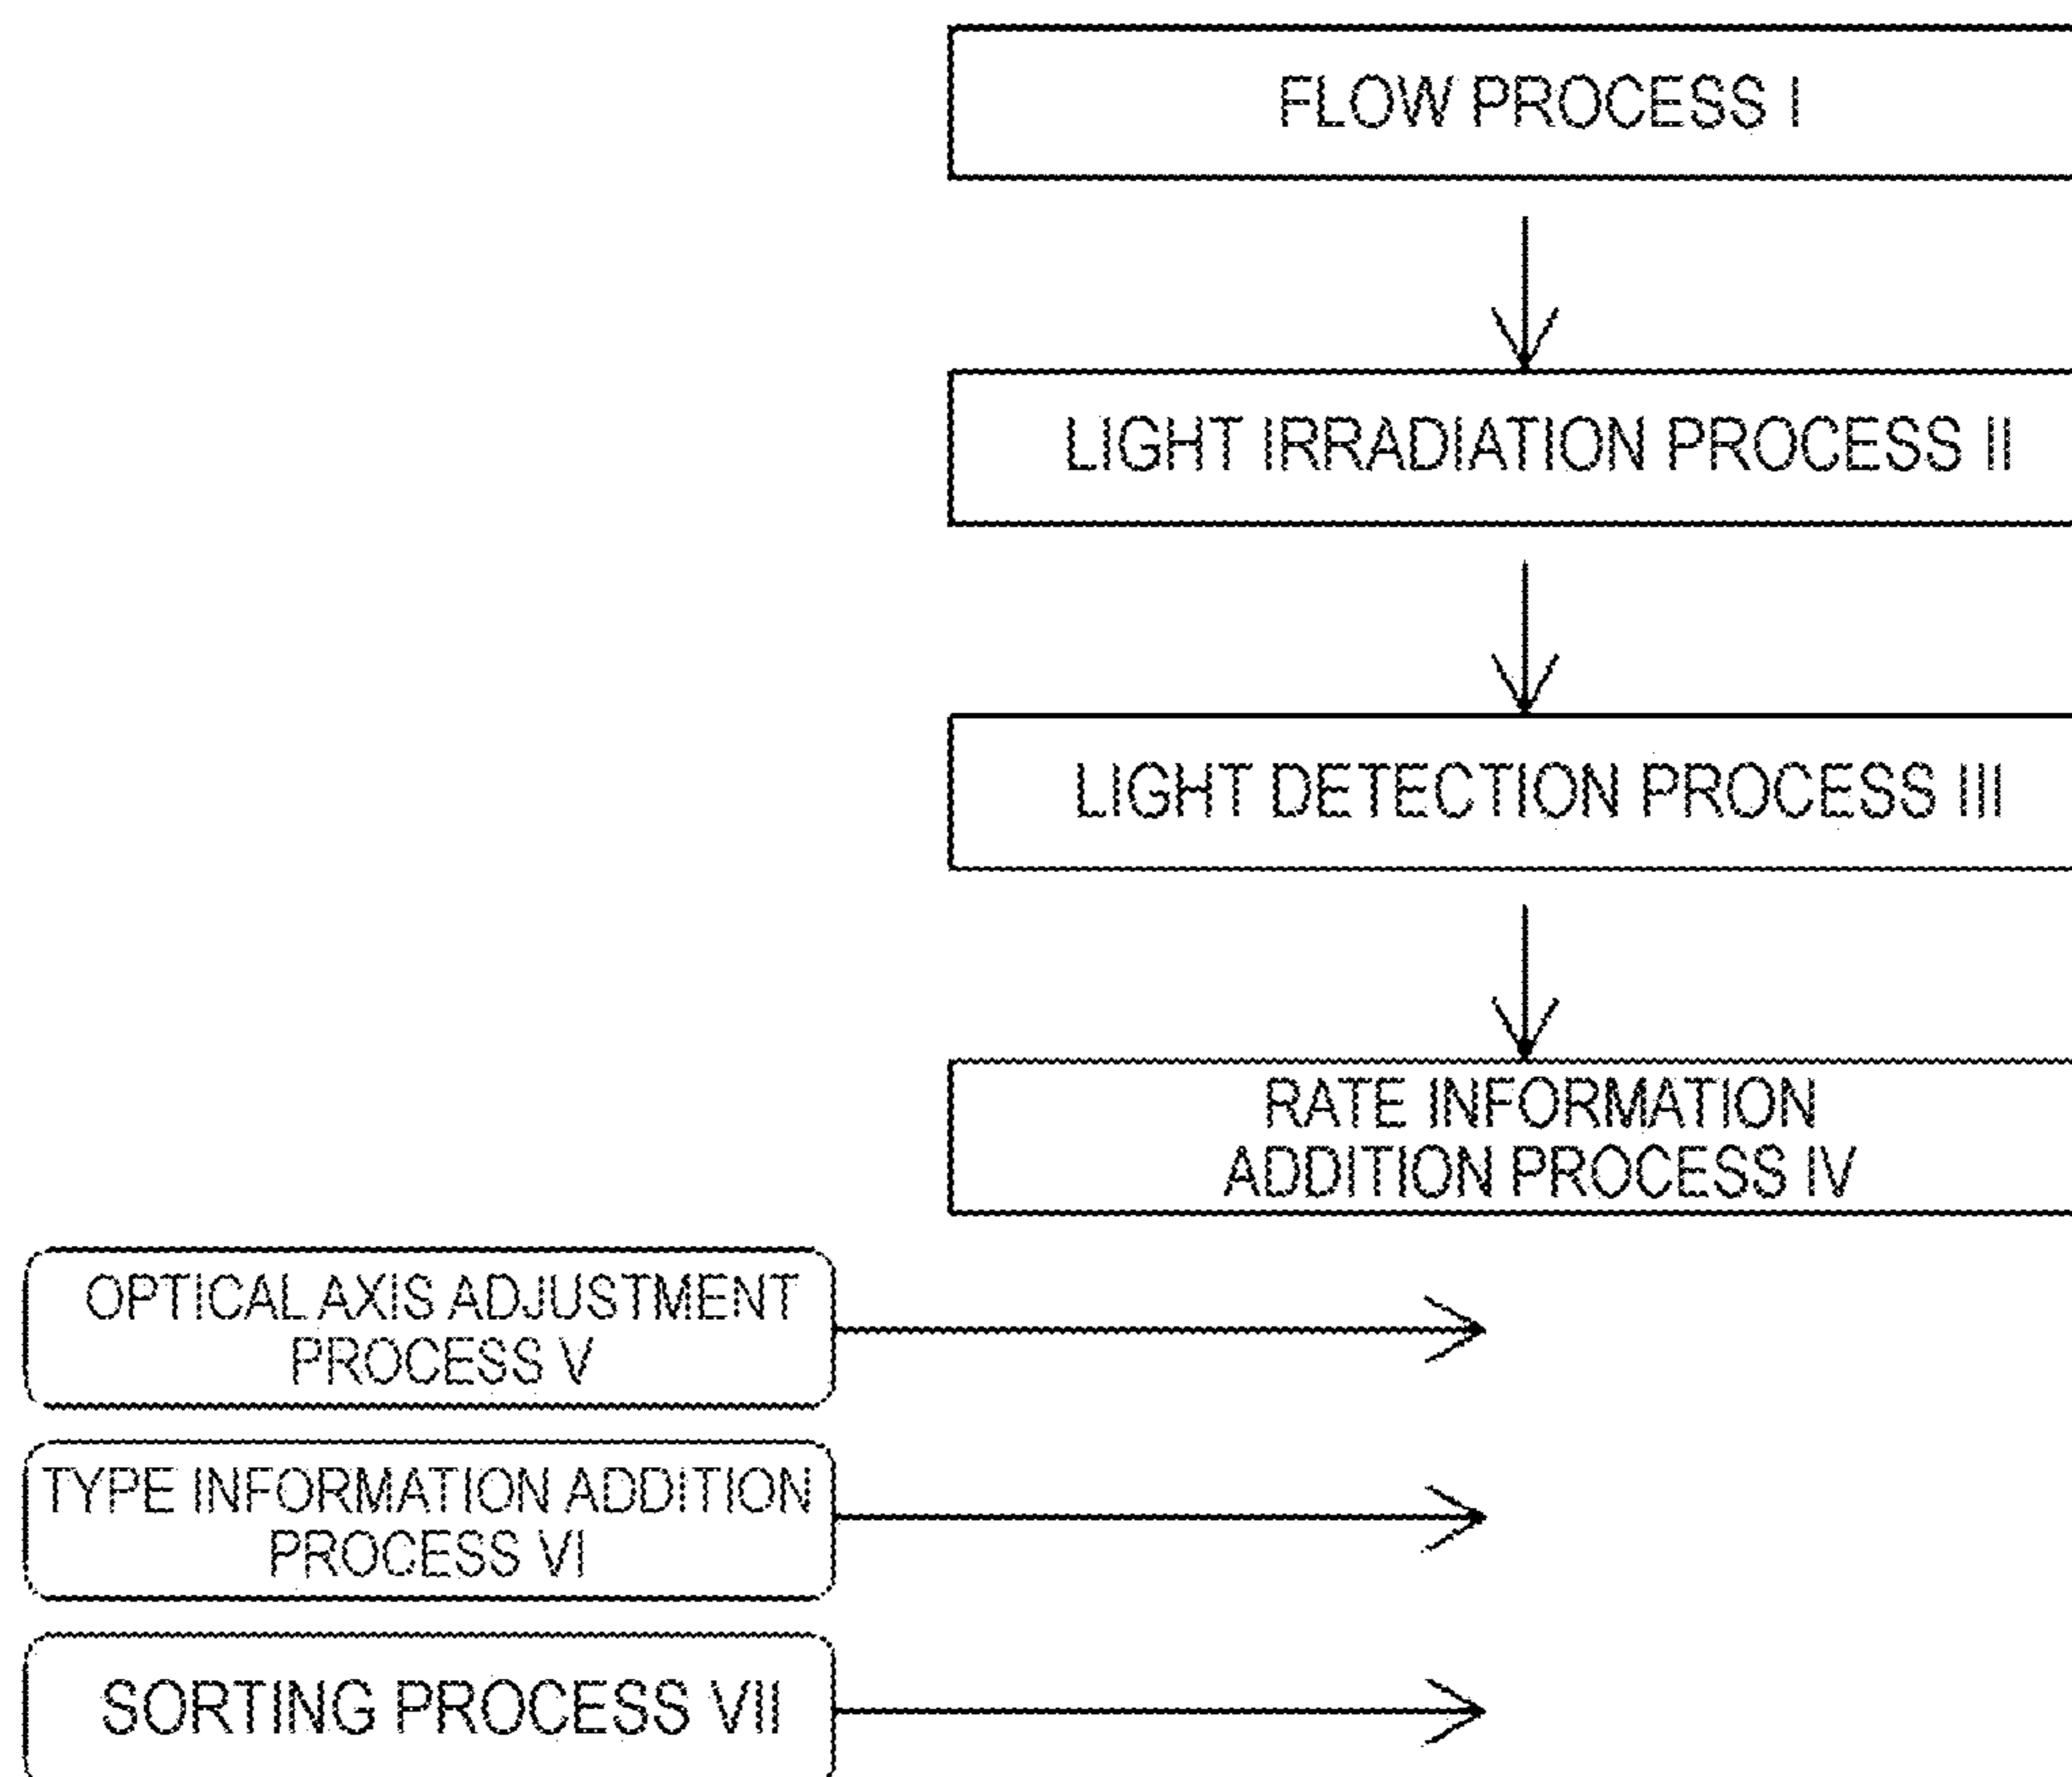 FLOW PROCESS I
LIGHT IRRADIATION PROCESS II
LIGHT DETECTION PROCESS III
RATE INFORMATION
ADDITION PROCESS IV
OPTICAL AXIS ADJUSTMENT
PROCESS V
TYPE INFORMATION ADDITION
PROCESS VI
SORTING PROCESS VII